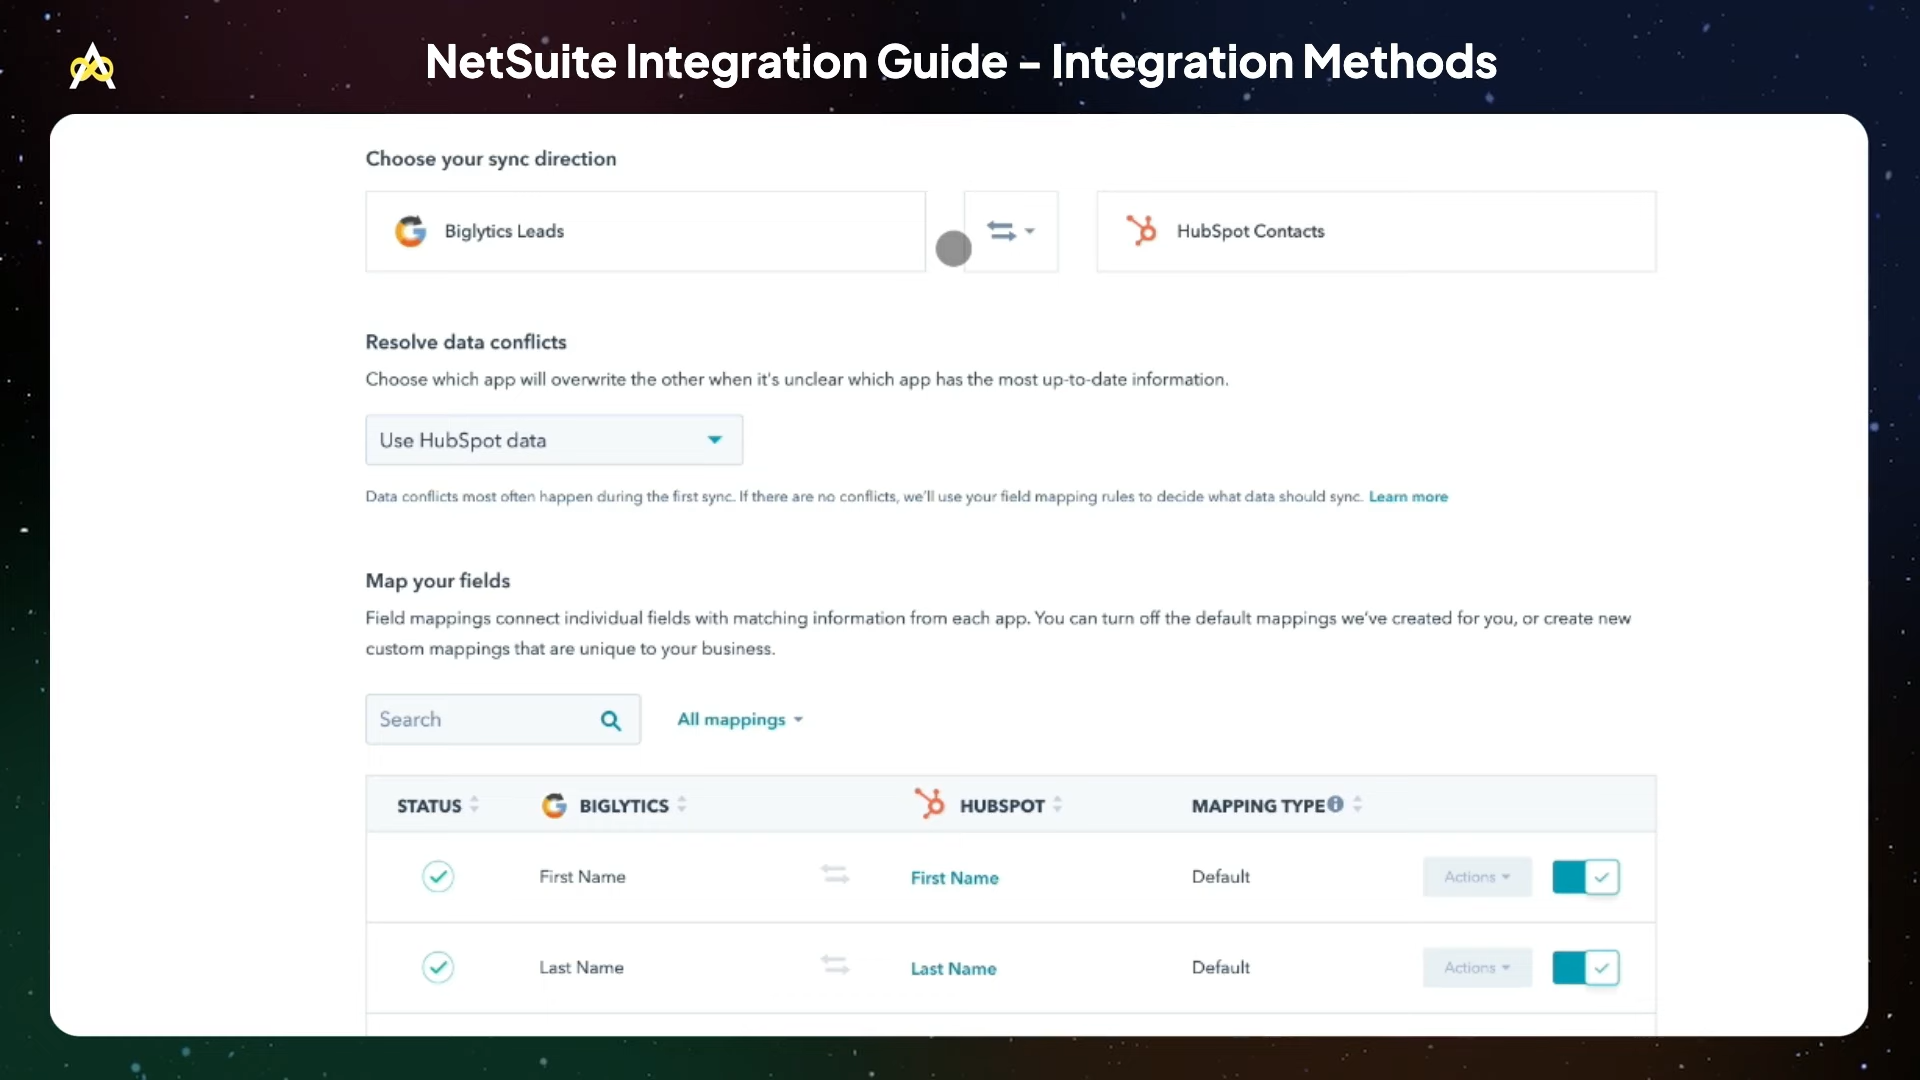 NetSuite Integration Guide – Integration Methods
Choose your sync direction
Biglytics Leads
HubSpot Contacts
Resolve data conflicts
Choose which app will overwrite the other when it's unclear which app has the most up-to-date information.
Use HubSpot data
Data conflicts most often happen during the first sync. If there are no conflicts, we'll use your field mapping rules to decide what data should sync. Learn more
Map your fields
Field mappings connect individual fields with matching information from each app. You can turn off the default mappings we've created for you, or create new
custom mappings that are unique to your business.
Search
All mappings
STATUS BIGLYTICS HUBSPOT MAPPING TYPE
First Name First Name Default Actions
Last Name Last Name Default Actions